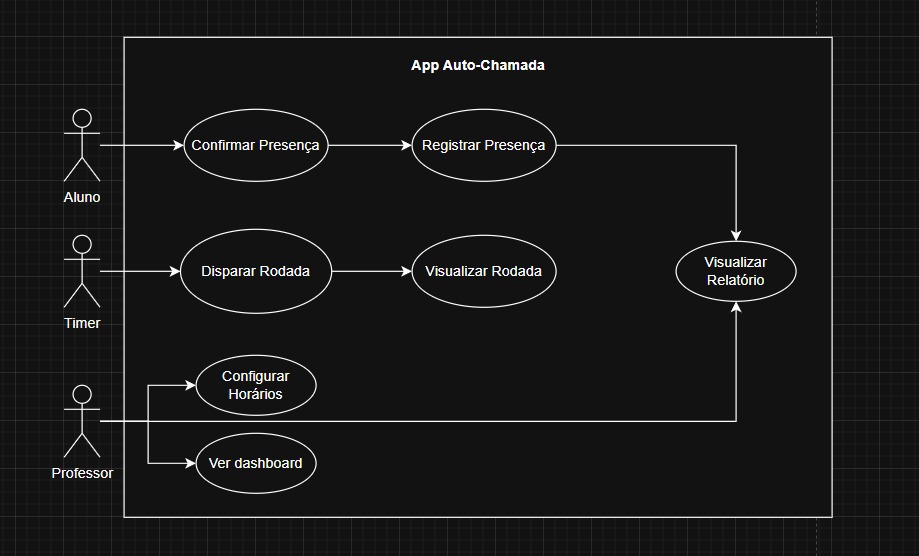 App Auto-Chamada
Confirmar Presença
Registrar Presença
Aluno
Disparar Rodada
Visualizar Rodada
Visualizar
Relatório
Timer
Configurar
Horários
Ver dashboard
Professor